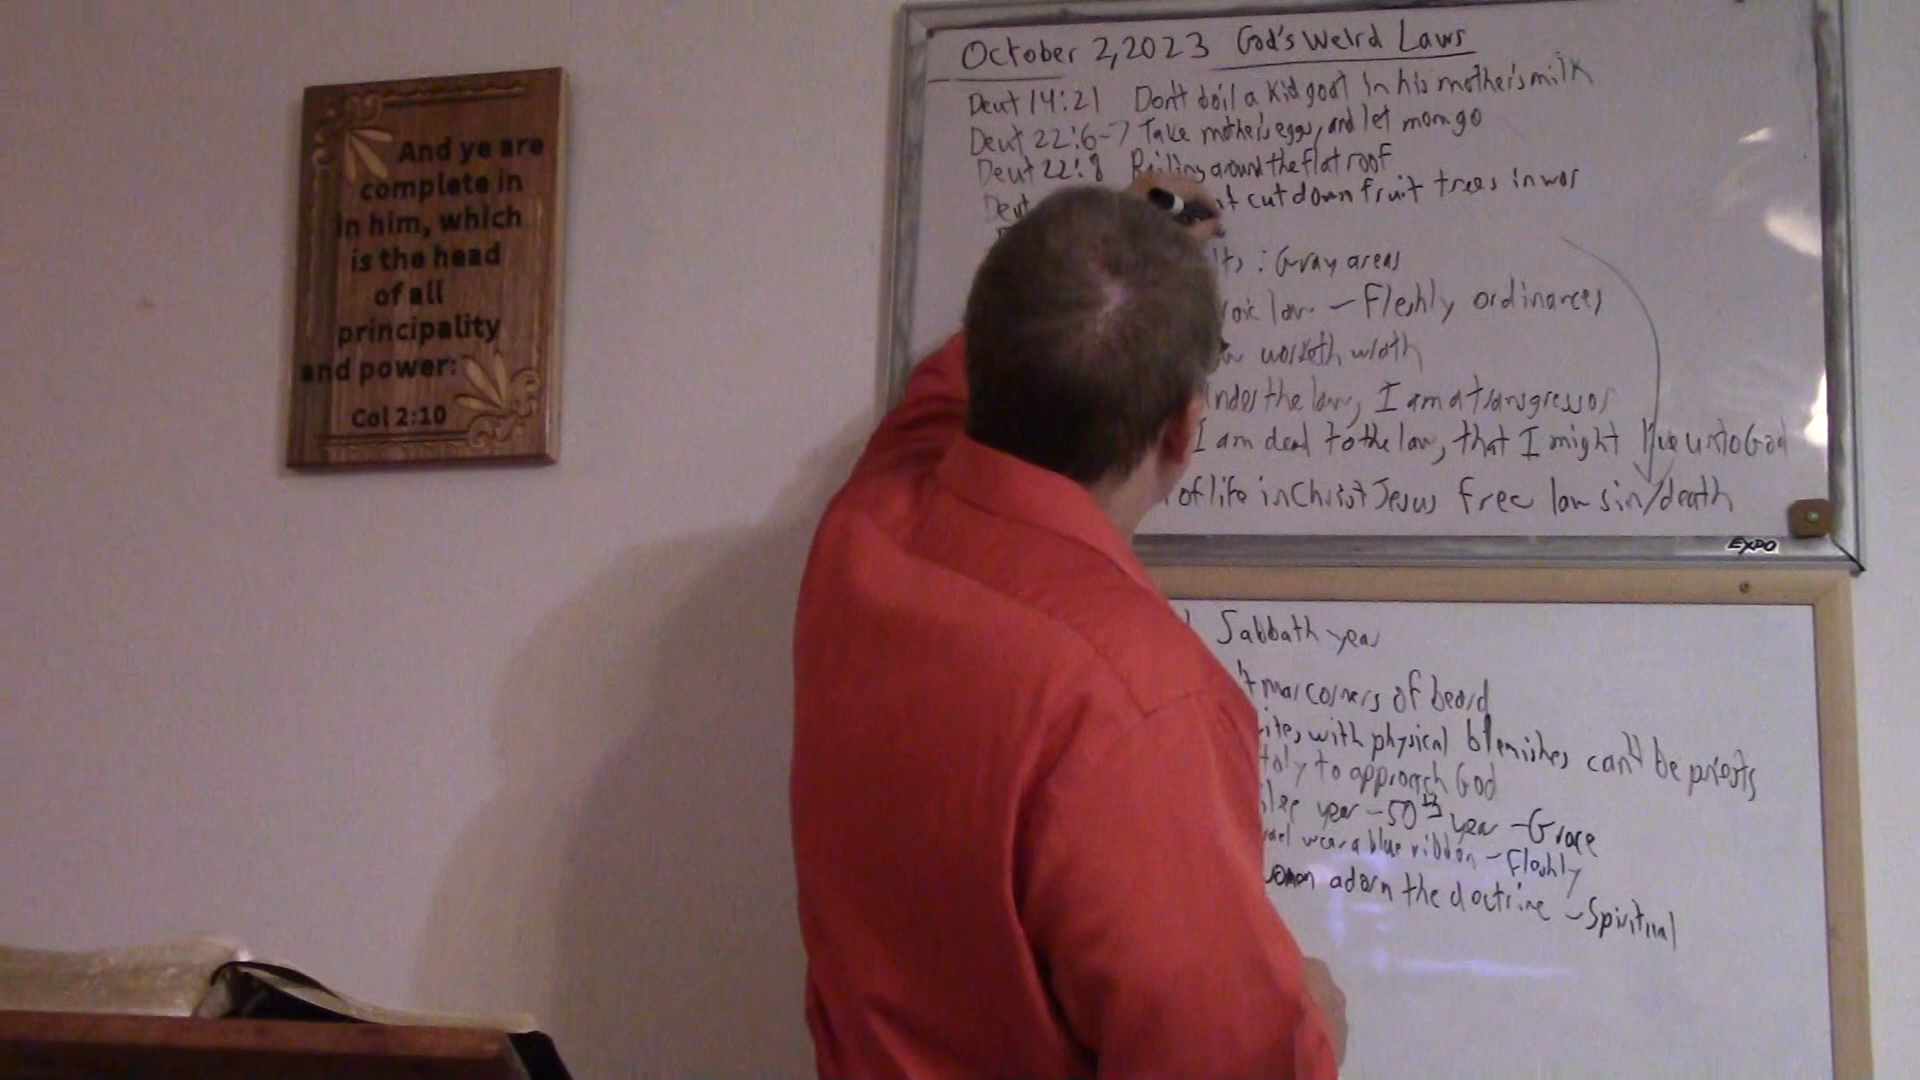 And ye are
complete in
in him, which
is the head
of all
principality
and power:
Col 2:10
October 2, 2023 God's Weird Laws
Deut 14:21 Don't boil a kid goat in his mother's milk
Deut 22:6-7 Take mother's eggs, and let mom go
Deut 22:8 Railing around the flat roof
Deut cut down fruit trees in war
: Gray areas
law - Fleshly ordinances
worketh wrath
under the law, I am a transgressor
I am dead to the law, that I might live unto God
of life in Christ Jesus free law sin/death
EXPO
Sabbath year
mar corners of beard
with physical blemishes can't be priests
to approach God
year - 50th year - Grace
wear a blue ribbon - Fleshly
women adorn the doctrine - Spiritual